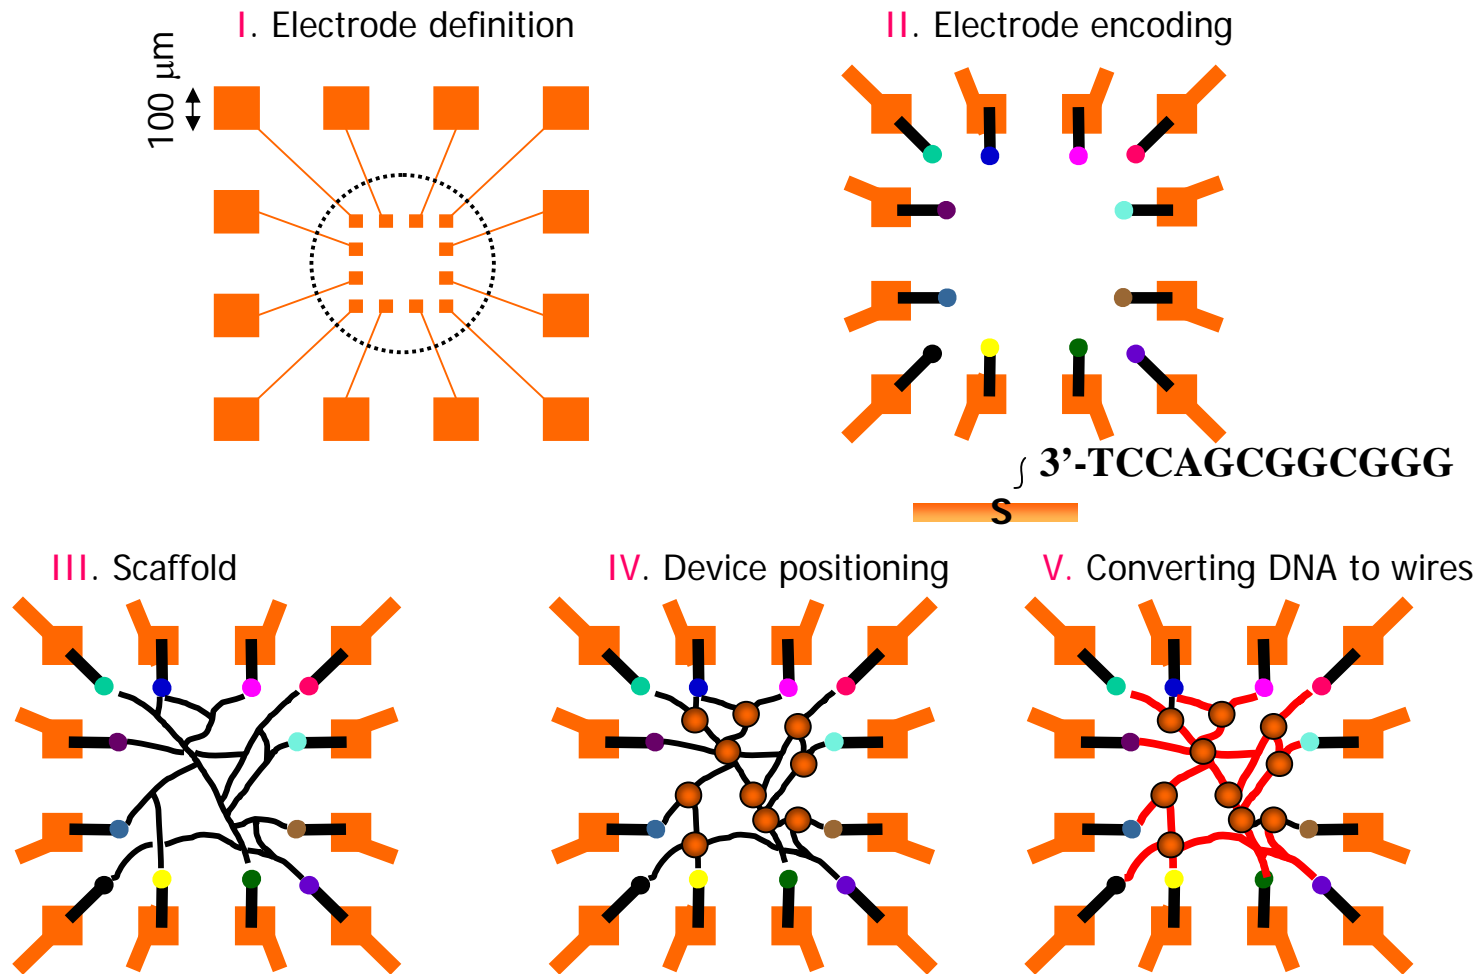 I. Electrode definition
100 μm
II. Electrode encoding
3’-TCCAGCGGCGGG
S
III. Scaffold
IV. Device positioning
V. Converting DNA to wires